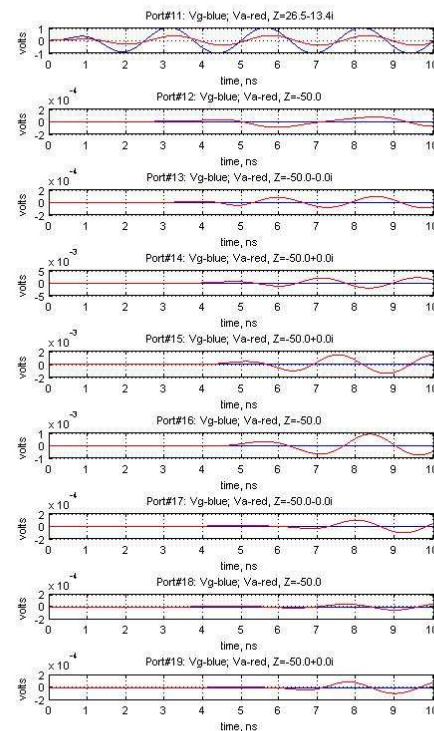 Port#11: Vg-blue; Va-red, Z=26.5-13.4i
volts
1
0
-1
0 1 2 3 4 5 6 7 8 9 10
time, ns
x 10^-4
Port#12: Vg-blue; Va-red, Z=-50.0
volts
2
0
-2
0 1 2 3 4 5 6 7 8 9 10
time, ns
x 10^-4
Port#13: Vg-blue; Va-red, Z=-50.0-0.0i
volts
2
0
-2
0 1 2 3 4 5 6 7 8 9 10
time, ns
x 10^-3
Port#14: Vg-blue; Va-red, Z=-50.0+0.0i
volts
5
0
-5
0 1 2 3 4 5 6 7 8 9 10
time, ns
x 10^-3
Port#15: Vg-blue; Va-red, Z=-50.0+0.0i
volts
2
0
-2
0 1 2 3 4 5 6 7 8 9 10
time, ns
x 10^-3
Port#16: Vg-blue; Va-red, Z=-50.0
volts
1
0
-1
0 1 2 3 4 5 6 7 8 9 10
time, ns
x 10^-4
Port#17: Vg-blue; Va-red, Z=-50.0-0.0i
volts
2
0
-2
0 1 2 3 4 5 6 7 8 9 10
time, ns
x 10^-4
Port#18: Vg-blue; Va-red, Z=-50.0
volts
2
0
-2
0 1 2 3 4 5 6 7 8 9 10
time, ns
x 10^-4
Port#19: Vg-blue; Va-red, Z=-50.0+0.0i
volts
2
0
-2
0 1 2 3 4 5 6 7 8 9 10
time, ns